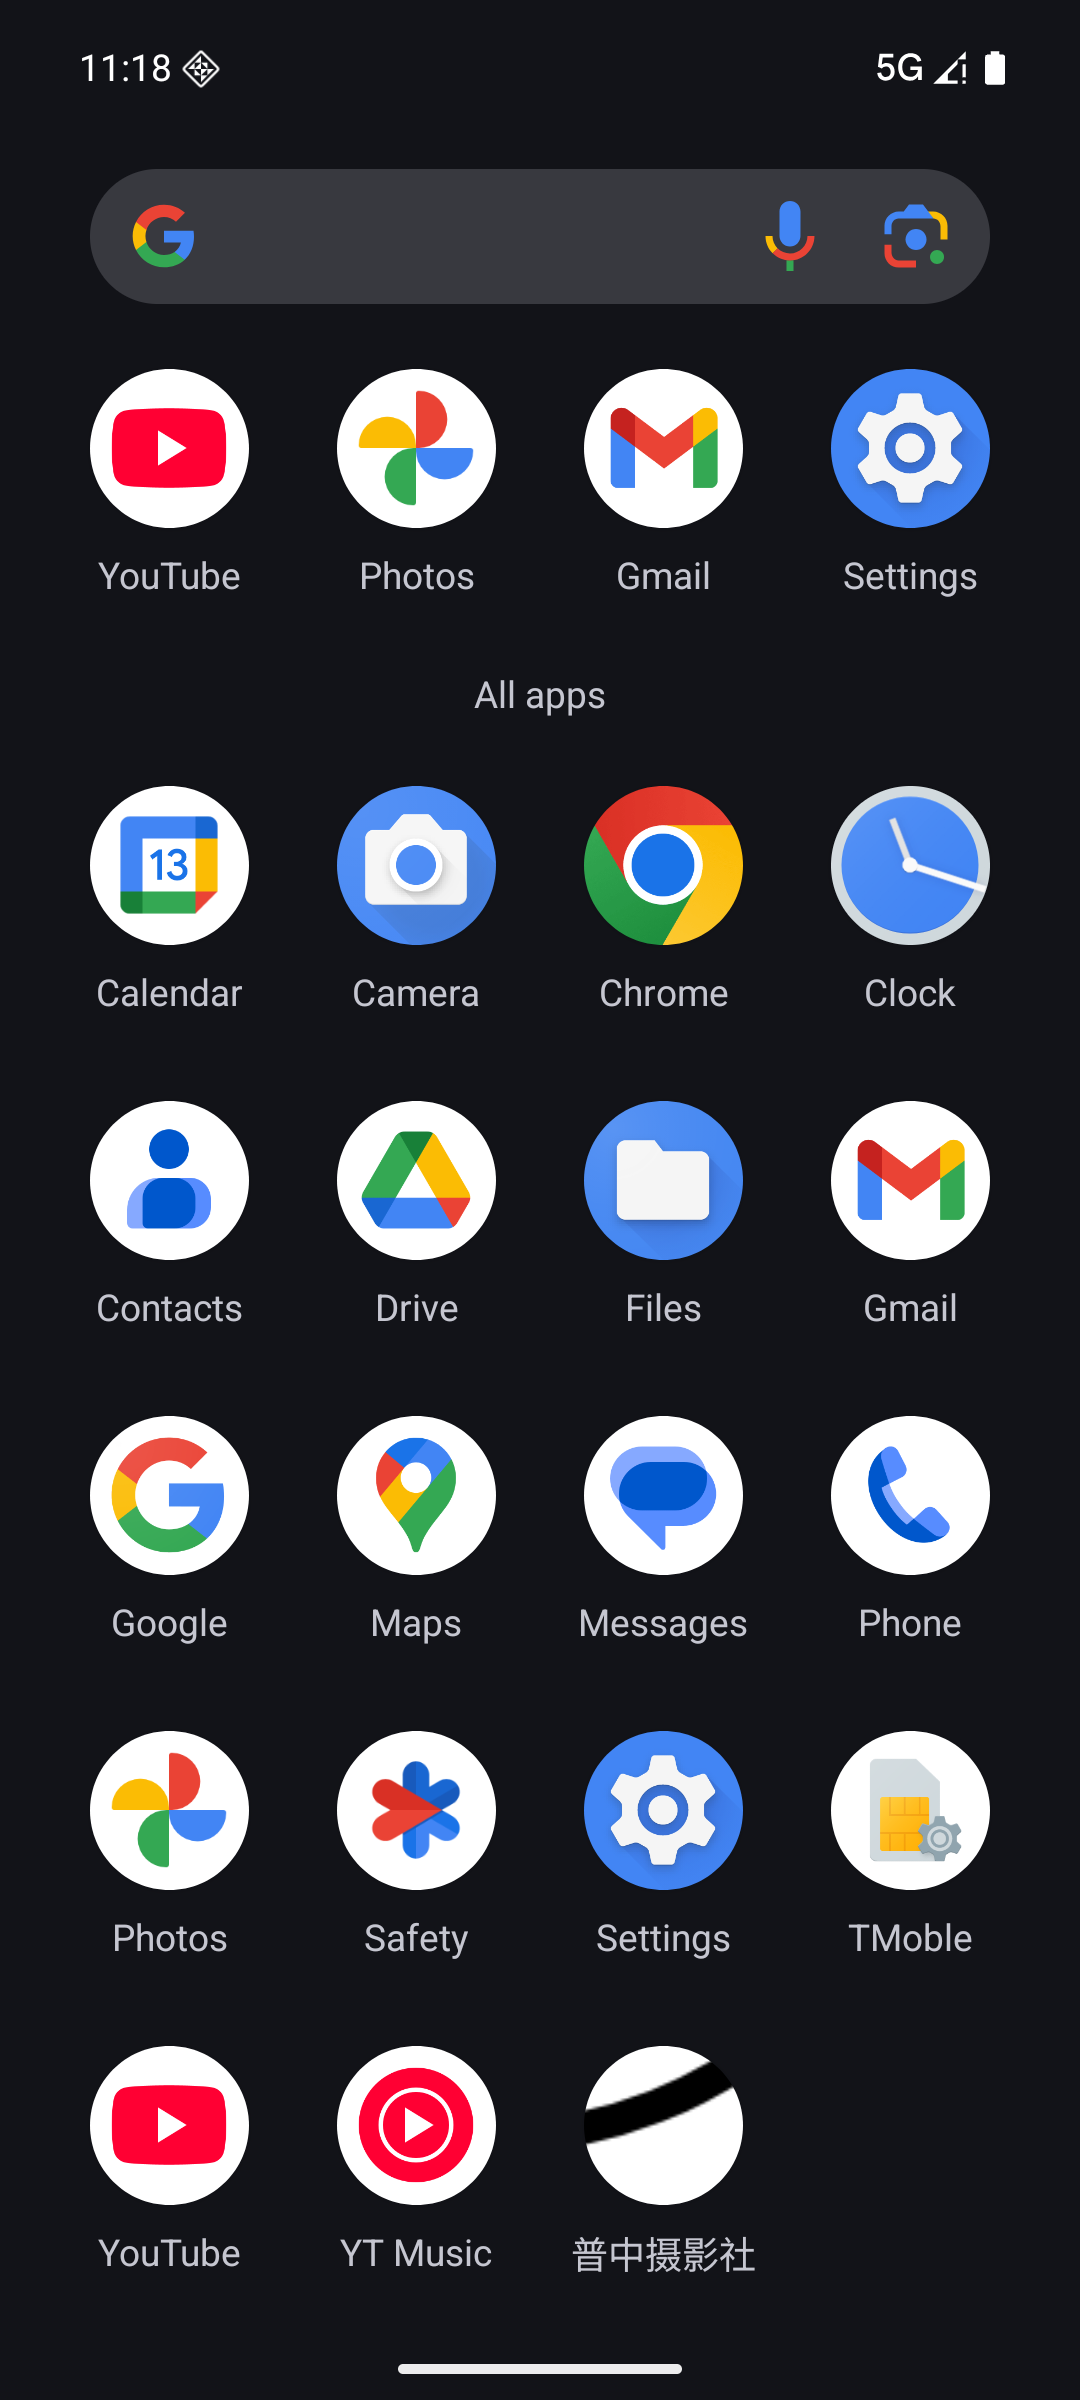 11:18
5G
YouTube
Photos
Gmail
Settings
All apps
13
Calendar
Camera
Chrome
Clock
Contacts
Drive
Files
Gmail
Google
Maps
Messages
Phone
Photos
Safety
Settings
TMoble
YouTube
YT Music
普中摄影社